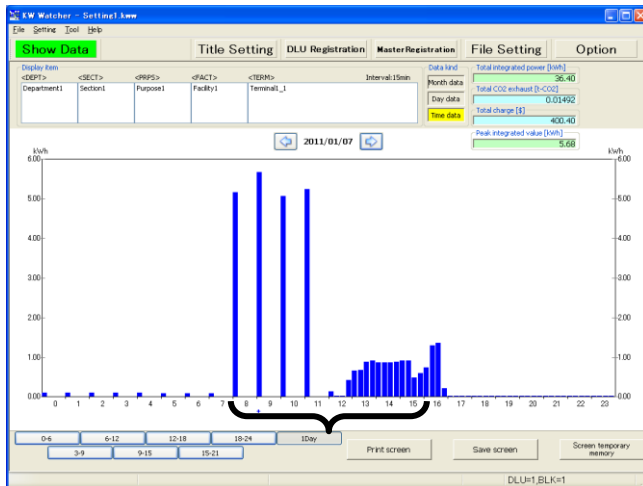 KW Watcher - Setting1.kww
File Setting Tool Help
Show Data Title Setting DLU Registration MasterRegistration File Setting Option
Display item
<DEPT> <SECT> <PRPS> <FACT> <TERM> Interval:15min
Department1 Section1 Purpose1 Facility1 Terminal1_1
Data kind
Month data
Day data
Time data
Total integrated power [kWh]
36.40
Total CO2 exhaust [t-CO2]
0.01492
Total charge [$]
400.40
Peak integrated value [kWh]
5.68
2011/01/07
kWh kWh
6.00 6.00
5.00 5.00
4.00 4.00
3.00 3.00
2.00 2.00
1.00 1.00
0.00 0.00
0 1 2 3 4 5 6 7 8 9 10 11 12 13 14 15 16 17 18 19 20 21 22 23
0-6 6-12 12-18 18-24 1Day
3-9 9-15 15-21
Print screen Save screen Screen temporary
memory
DLU=1,BLK=1